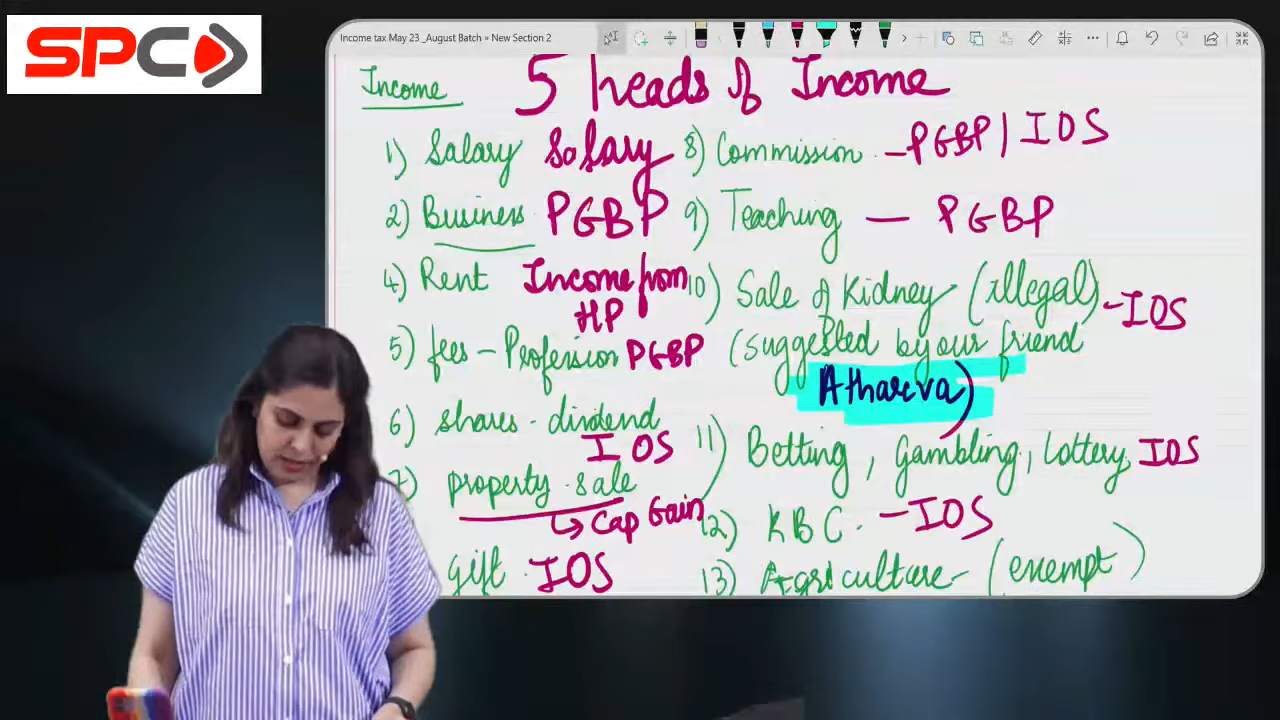 SPC
Income tax May 23 _August Batch » New Section 2
Income 5 heads of Income
1) Salary Salary
2) Business PGBP
4) Rent Income from HP
5) fees - Profession PGBP
6) shares - dividend IOS
7) property sale
↳ Cap Gain
gift IOS
8) Commission - PGBP | IOS
9) Teaching — PGBP
10) Sale of Kidney (illegal) - IOS
(suggested by our friend
Atharva)
11) Betting, Gambling, Lottery IOS
12) KBC - IOS
13) Agriculture - (exempt)